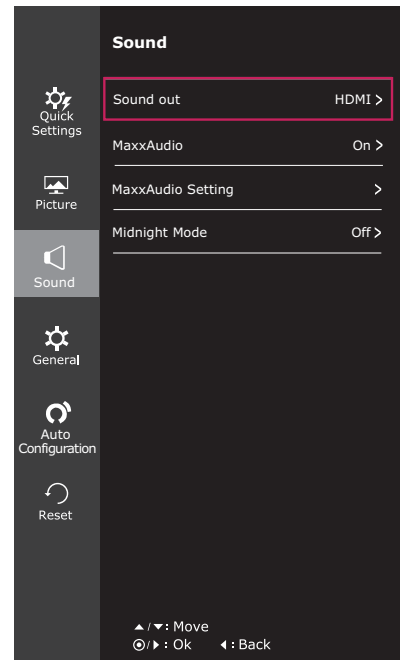 Sound
Sound out HDMI >
MaxxAudio On >
MaxxAudio Setting >
Midnight Mode Off >
Quick
Settings
Picture
Sound
General
Auto
Configuration
Reset
▲/▼: Move
◉/▶: Ok ◀: Back